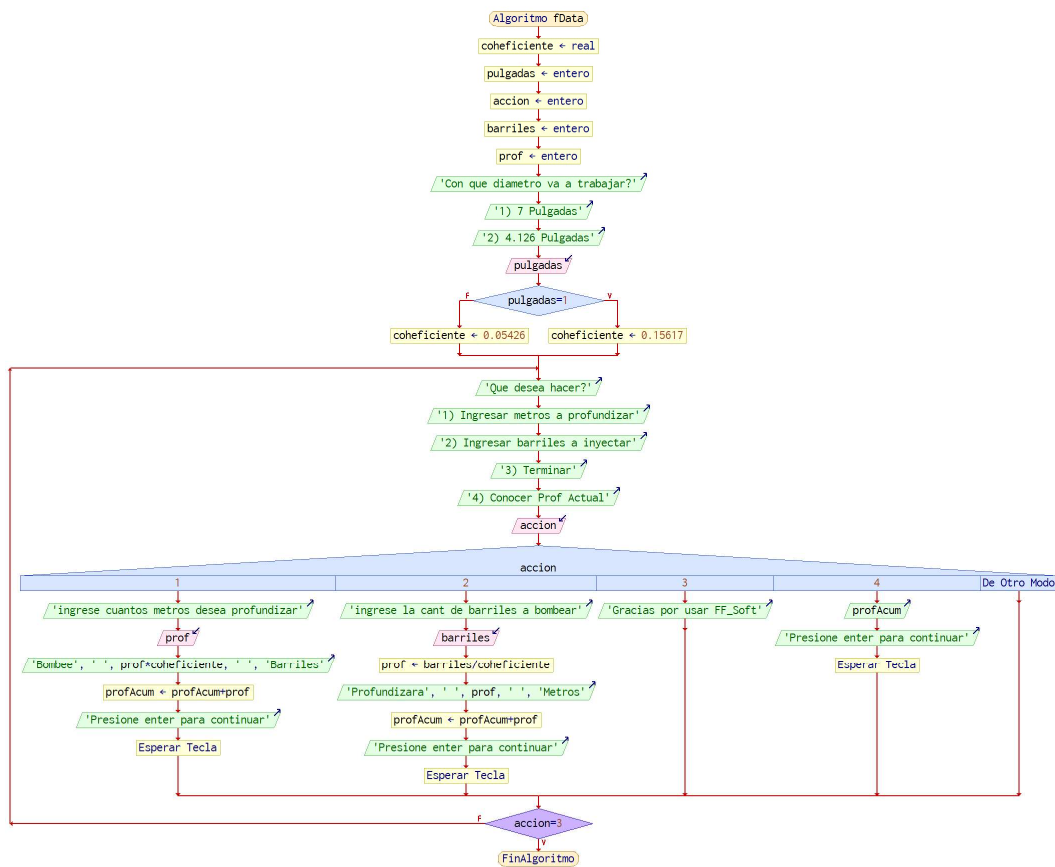 Algoritmo fData
coheficiente ← real
pulgadas ← entero
accion ← entero
barriles ← entero
prof ← entero
'Con que diametro va a trabajar?'
'1) 7 Pulgadas'
'2) 4.126 Pulgadas'
pulgadas
F
pulgadas=1
V
coheficiente ← 0.05426
coheficiente ← 0.15617
'Que desea hacer?'
'1) Ingresar metros a profundizar'
'2) Ingresar barriles a inyectar'
'3) Terminar'
'4) Conocer Prof Actual'
accion
accion
1
2
3
4
De Otro Modo
'ingrese cuantos metros desea profundizar'
prof
'Bombee', ' ', prof*coheficiente, ' ', 'Barriles'
profAcum ← profAcum+prof
'Presione enter para continuar'
Esperar Tecla
'ingrese la cant de barriles a bombear'
barriles
prof ← barriles/coheficiente
'Profundizara', ' ', prof, ' ', 'Metros'
profAcum ← profAcum+prof
'Presione enter para continuar'
Esperar Tecla
'Gracias por usar FF_Soft'
profAcum
'Presione enter para continuar'
Esperar Tecla
F
accion=3
V
FinAlgoritmo